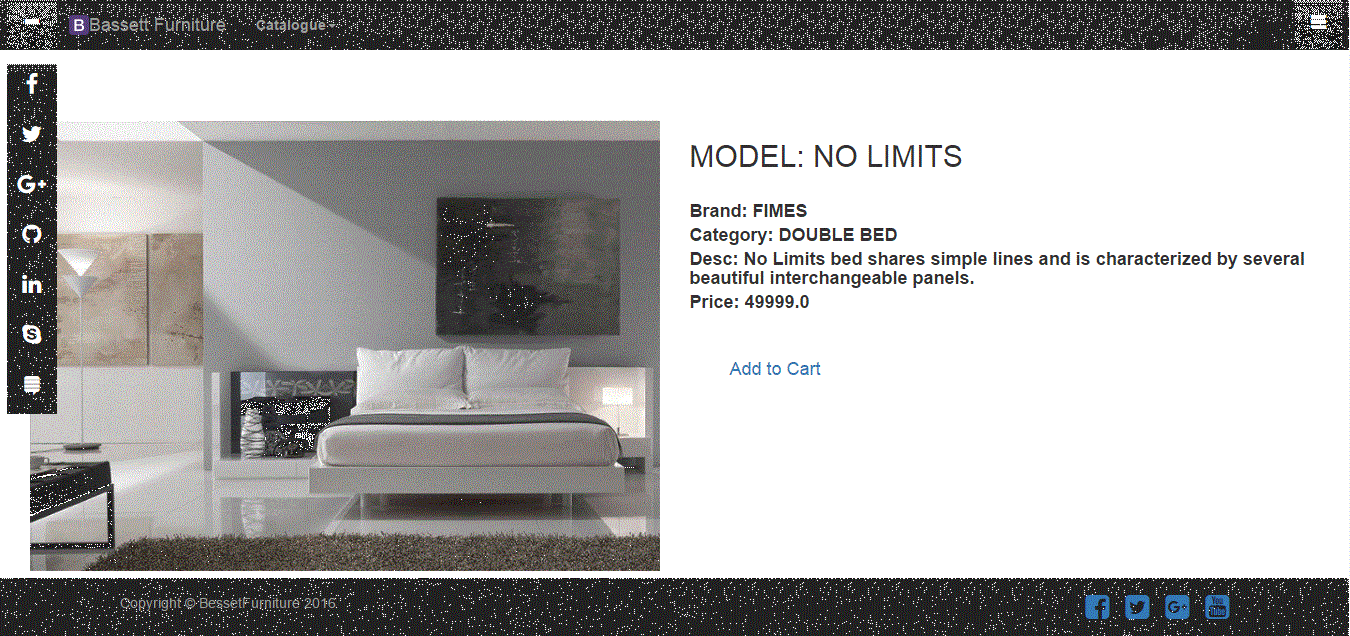 B Bassett Furniture Catalogue
MODEL: NO LIMITS
Brand: FIMES
Category: DOUBLE BED
Desc: No Limits bed shares simple lines and is characterized by several
beautiful interchangeable panels.
Price: 49999.0
Add to Cart
Copyright © BessetFurniture 2016.